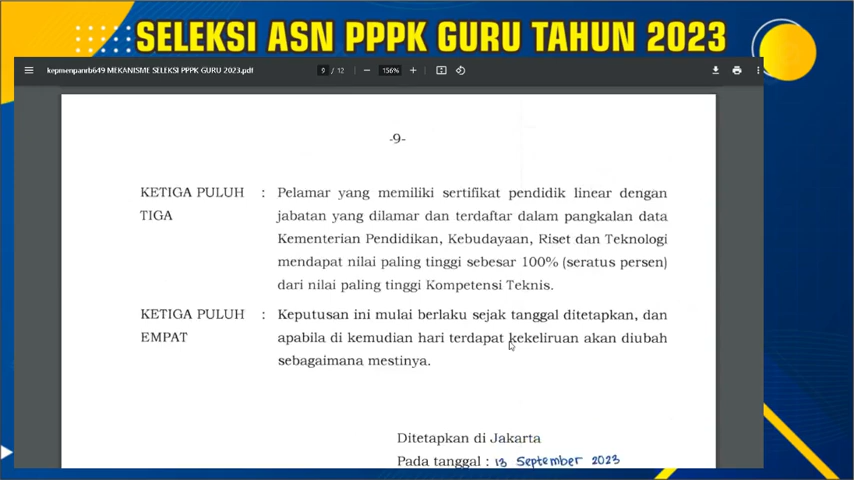 SELEKSI ASN PPPK GURU TAHUN 2023
kepmenpanrb649 MEKANISME SELEKSI PPPK GURU 2023.pdf 9 / 12 156%
-9-
KETIGA PULUH : Pelamar yang memiliki sertifikat pendidik linear dengan
TIGA jabatan yang dilamar dan terdaftar dalam pangkalan data
Kementerian Pendidikan, Kebudayaan, Riset dan Teknologi
mendapat nilai paling tinggi sebesar 100% (seratus persen)
dari nilai paling tinggi Kompetensi Teknis.
KETIGA PULUH : Keputusan ini mulai berlaku sejak tanggal ditetapkan, dan
EMPAT apabila di kemudian hari terdapat kekeliruan akan diubah
sebagaimana mestinya.
Ditetapkan di Jakarta
Pada tanggal : 13 September 2023